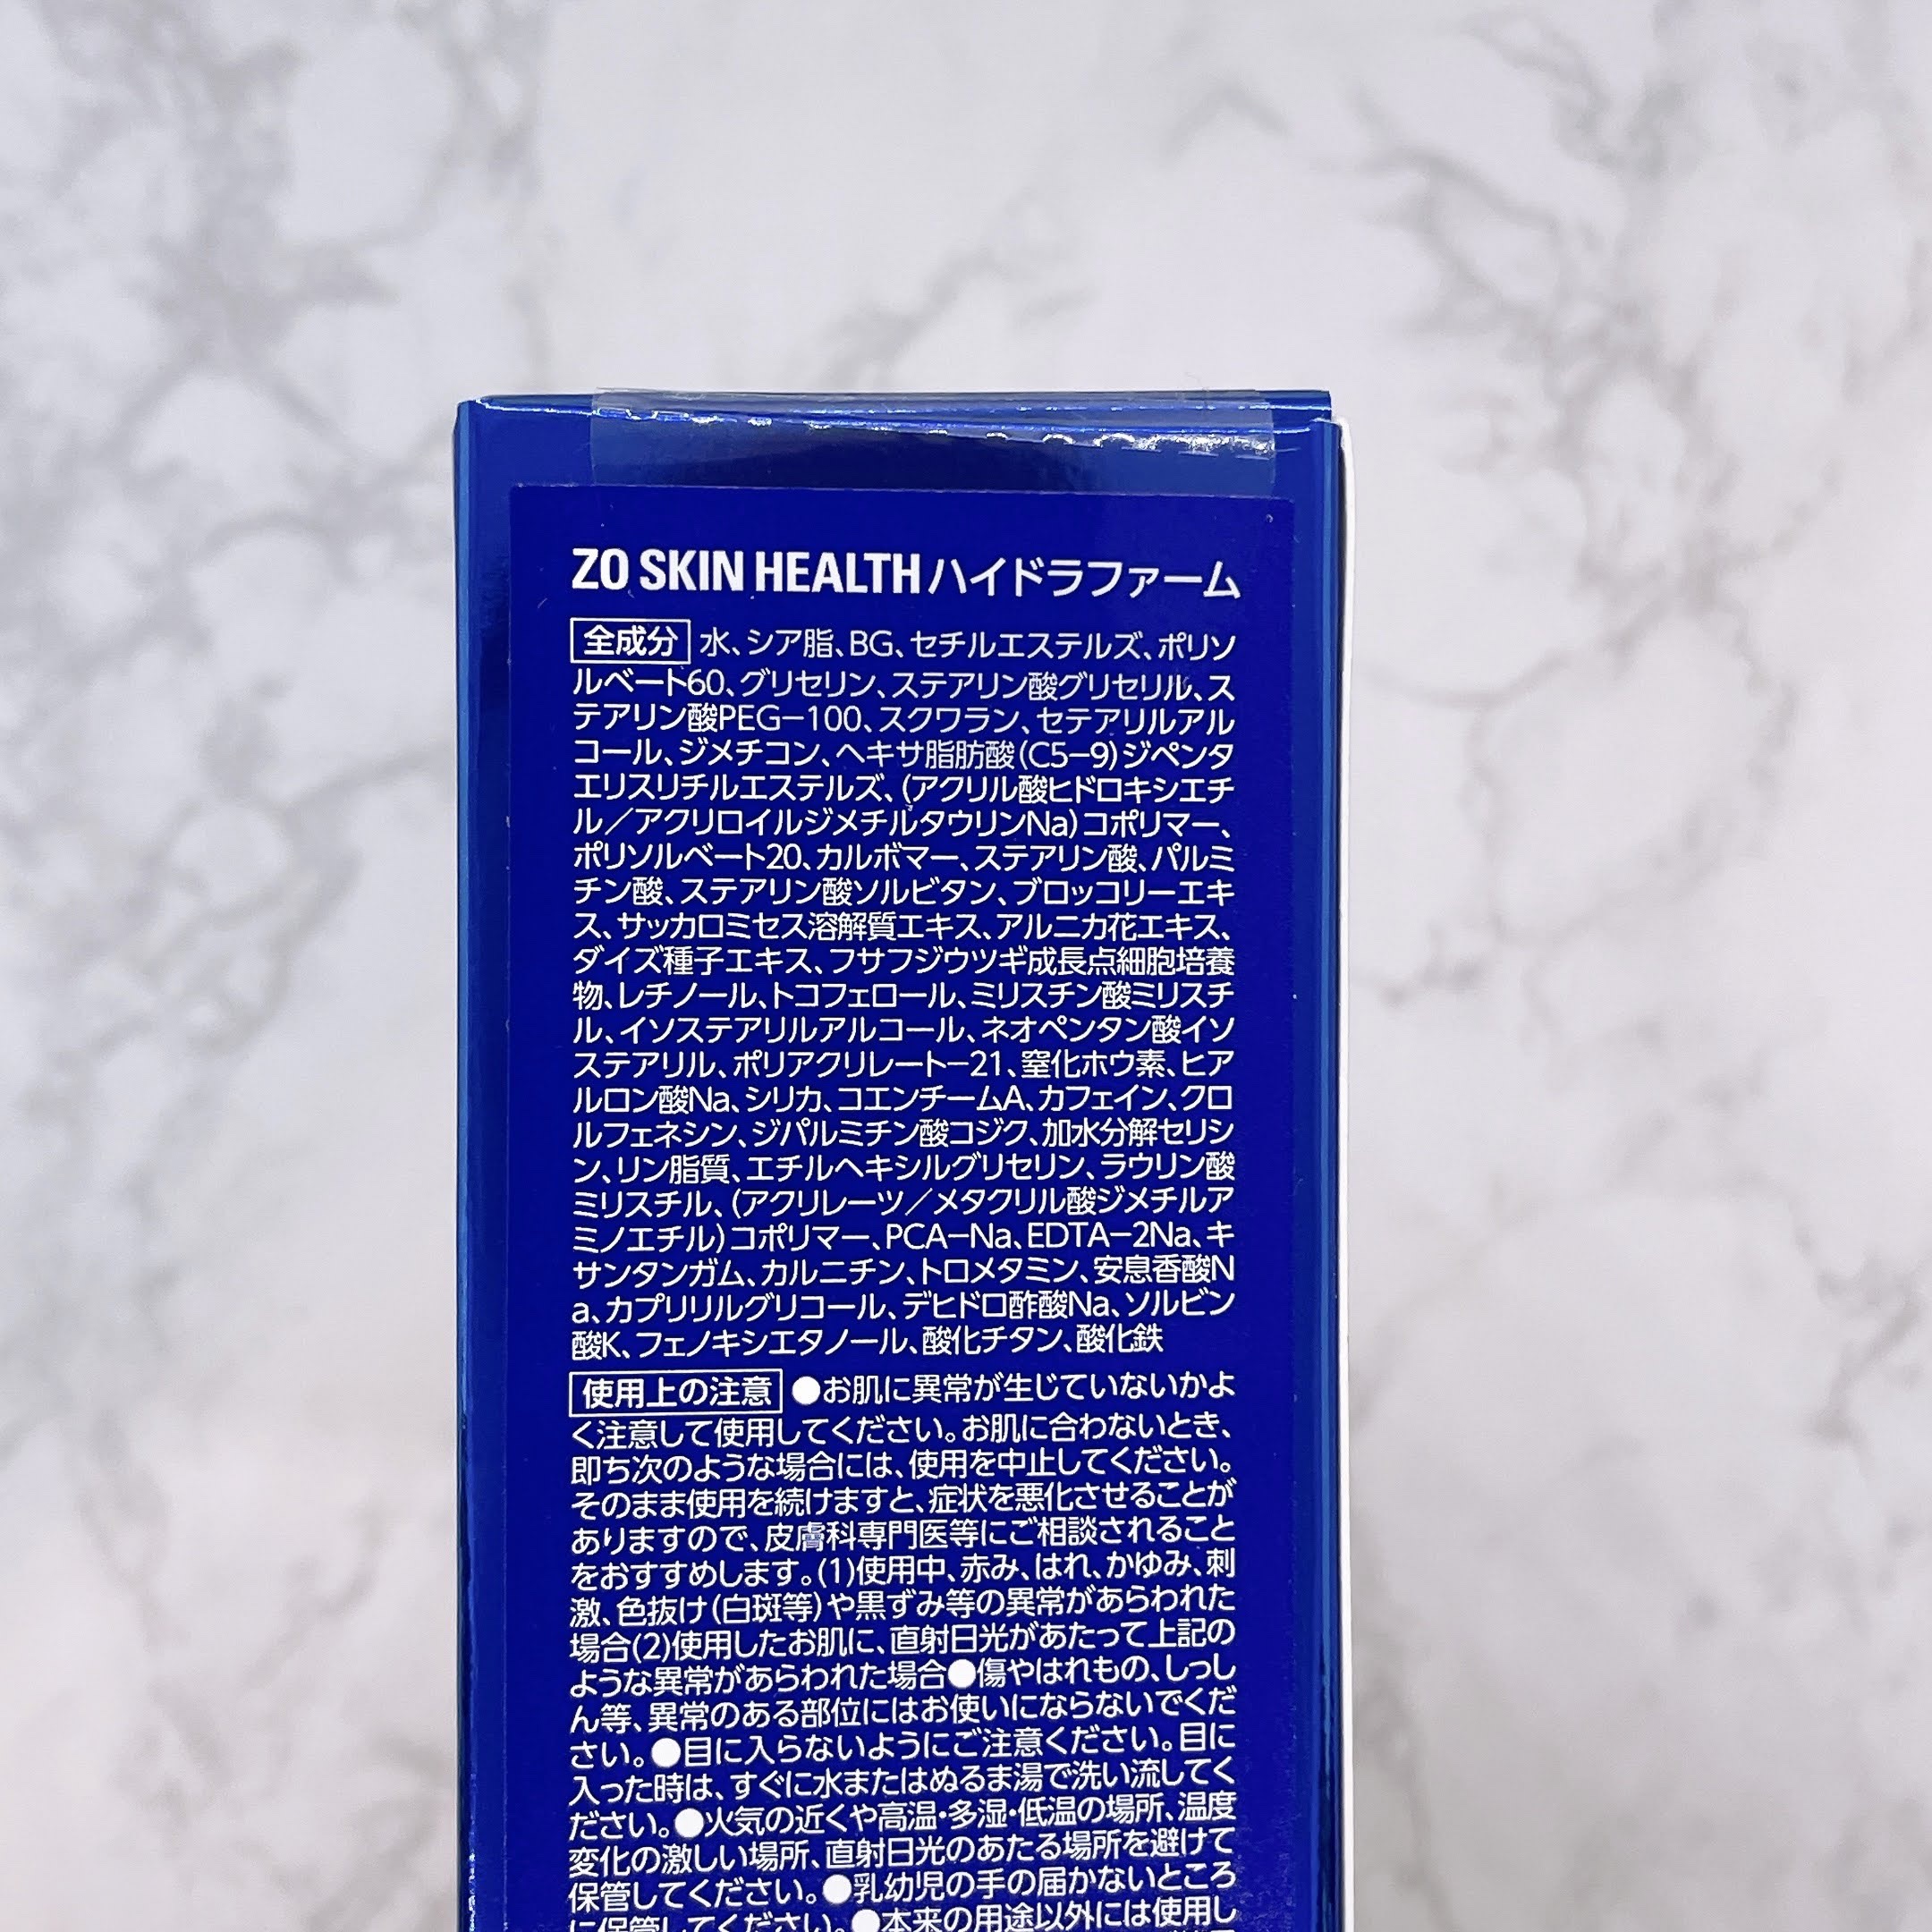 ZO SKIN HEALTHハイドラファーム
全成分 水、シア脂、BG、セチルエステルズ、ポリソ
ルベート60、グリセリン、ステアリン酸グリセリル、ス
テアリン酸PEG−100、スクワラン、セテアリルアル
コール、ジメチコン、ヘキサ脂肪酸(C5−9)ジペンタ
エリスリチルエステルズ、(アクリル酸ヒドロキシエチ
ル／アクリロイルジメチルタウリンNa)コポリマー、
ポリソルベート20、カルボマー、ステアリン酸、パルミ
チン酸、ステアリン酸ソルビタン、ブロッコリーエキ
ス、サッカロミセス溶解質エキス、アルニカ花エキス、
ダイズ種子エキス、フサフジウツギ成長点細胞培養
物、レチノール、トコフェロール、ミリスチン酸ミリスチ
ル、イソステアリルアルコール、ネオペンタン酸イソ
ステアリル、ポリアクリレート−21、窒化ホウ素、ヒア
ルロン酸Na、シリカ、コエンチームA、カフェイン、クロ
ルフェネシン、ジパルミチン酸コジク、加水分解セリシ
ン、リン脂質、エチルヘキシルグリセリン、ラウリン酸
ミリスチル、(アクリレーツ／メタクリル酸ジメチルア
ミノエチル)コポリマー、PCA−Na、EDTA−2Na、キ
サンタンガム、カルニチン、トロメタミン、安息香酸N
a、カプリリルグリコール、デヒドロ酢酸Na、ソルビン
酸K、フェノキシエタノール、酸化チタン、酸化鉄
使用上の注意 ●お肌に異常が生じていないかよ
く注意して使用してください。お肌に合わないとき、
即ち次のような場合には、使用を中止してください。
そのまま使用を続けますと、症状を悪化させることが
ありますので、皮膚科専門医等にご相談されること
をおすすめします。(1)使用中、赤み、はれ、かゆみ、刺
激、色抜け(白斑等)や黒ずみ等の異常があらわれた
場合(2)使用したお肌に、直射日光があたって上記の
ような異常があらわれた場合●傷やはれもの、しっし
ん等、異常のある部位にはお使いにならないでくだ
さい。●目に入らないようにご注意ください。目に
入った時は、すぐに水またはぬるま湯で洗い流してく
ださい。●火気の近くや高温・多湿・低温の場所、温度
変化の激しい場所、直射日光のあたる場所を避けて
保管してください。●乳幼児の手の届かないところ
に保管してください。●本来の用途以外には使用し